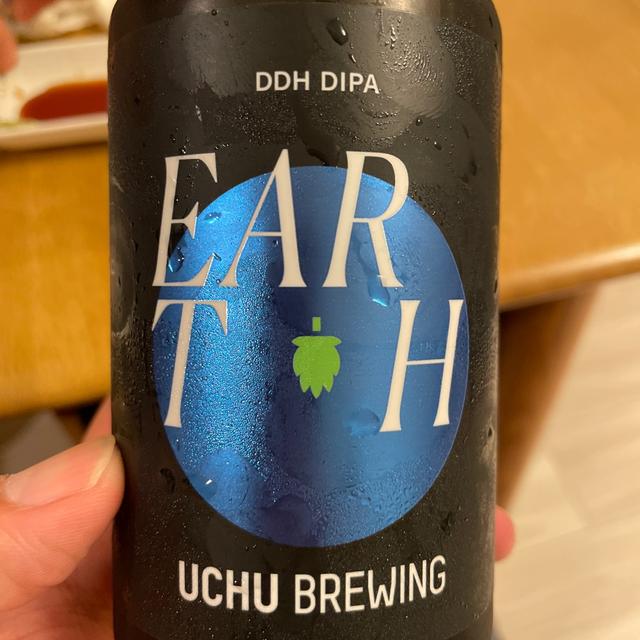 DDH DIPA
EAR
T H
UCHU BREWING